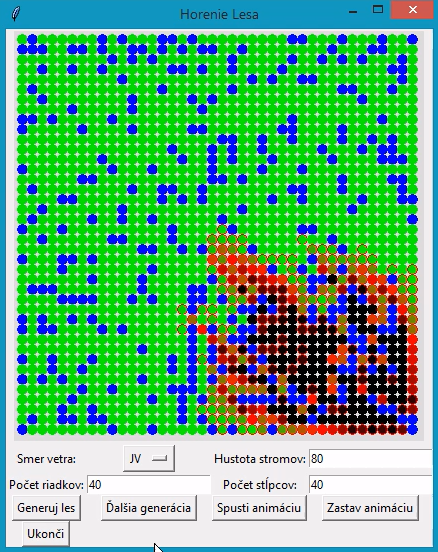 Horenie Lesa
Smer vetra: JV Hustota stromov: 80
Počet riadkov: 40 Počet stĺpcov: 40
Generuj les Ďalšia generácia Spusti animáciu Zastav animáciu
Ukonči